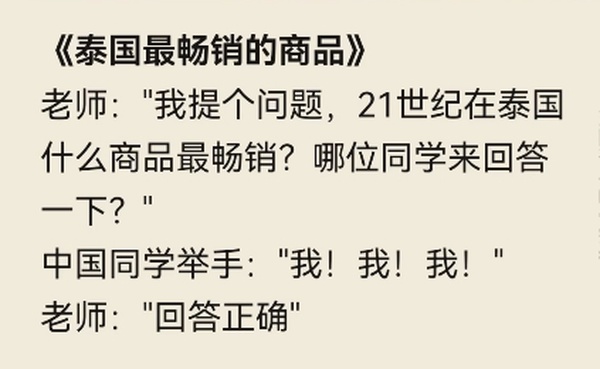 《泰国最畅销的商品》
老师："我提个问题，21世纪在泰国
什么商品最畅销？哪位同学来回答
一下？"
中国同学举手："我！我！我！"
老师："回答正确"